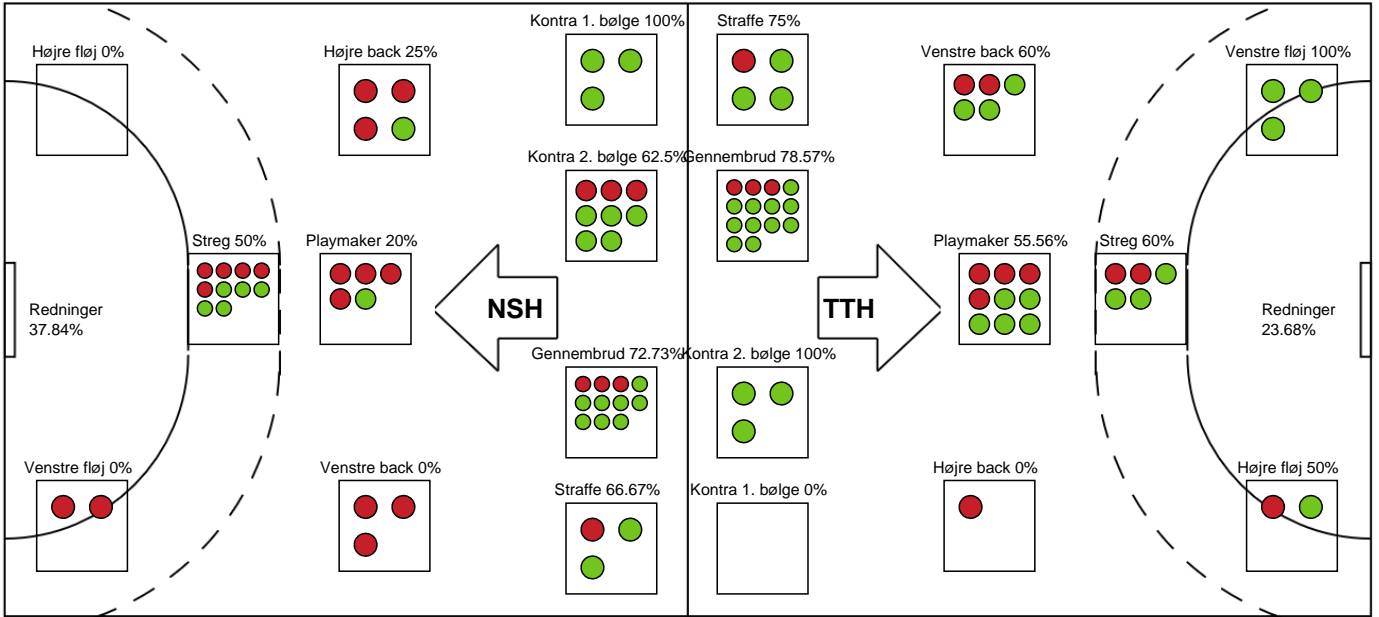 Kontra 1. bølge 100%
Straffe 75%
Højre fløj 0%
Højre back 25%
Venstre back 60%
Venstre fløj 100%
Kontra 2. bølge 62.5%
Gennembrud 78.57%
Streg 50%
Playmaker 20%
Playmaker 55.56%
Streg 60%
Redninger
37.84%
NSH
TTH
Redninger
23.68%
Gennembrud 72.73%
Kontra 2. bølge 100%
Venstre fløj 0%
Venstre back 0%
Straffe 66.67%
Kontra 1. bølge 0%
Højre back 0%
Højre fløj 50%